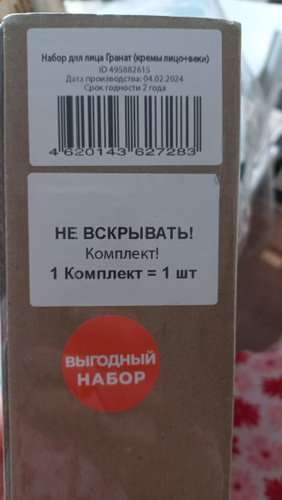 Набор для лица Гранат (кремы лицо+веки)
ID 495882615
Дата производства: 04.02.2024
Срок годности 2 года
4 620143 627283
НЕ ВСКРЫВАТЬ!
Комплект!
1 Комплект = 1 шт
ВЫГОДНЫЙ
НАБОР